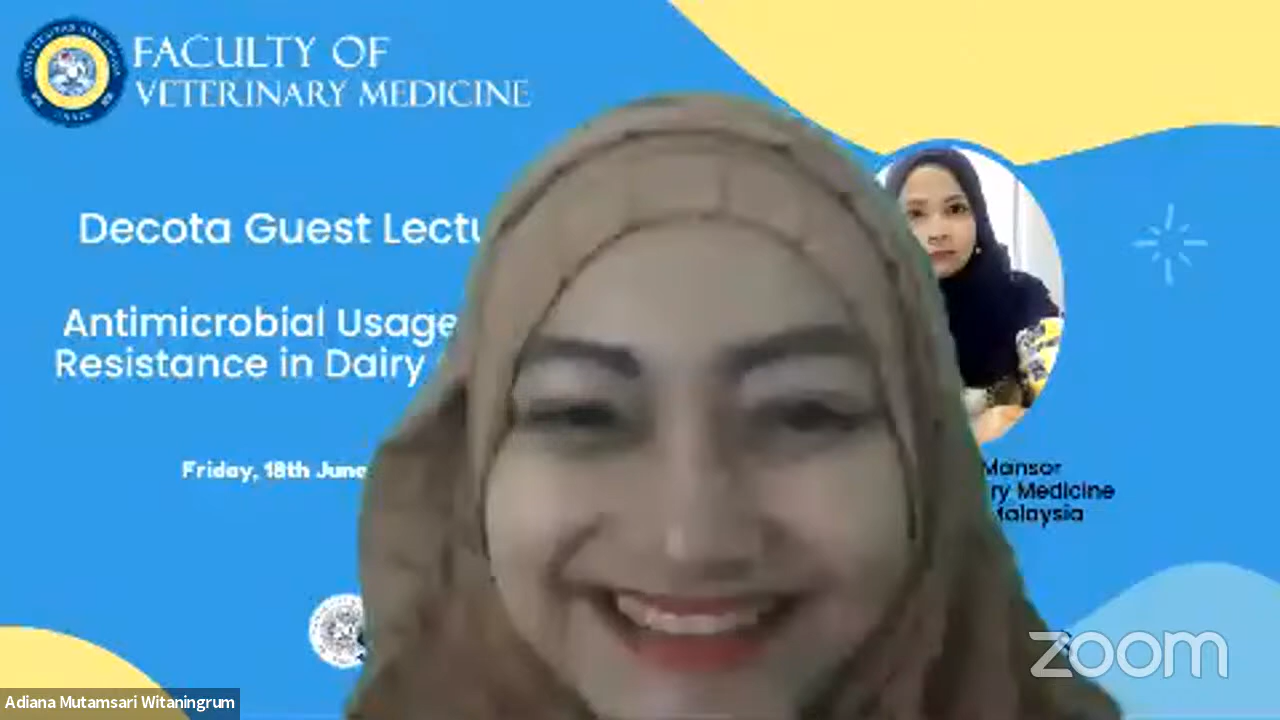 FACULTY OF
VETERINARY MEDICINE
Decota Guest Lectu
Antimicrobial Usage
Resistance in Dairy
Friday, 18th June
Mansor
ry Medicine
Malaysia
zoom
Adiana Mutamsari Witaningrum